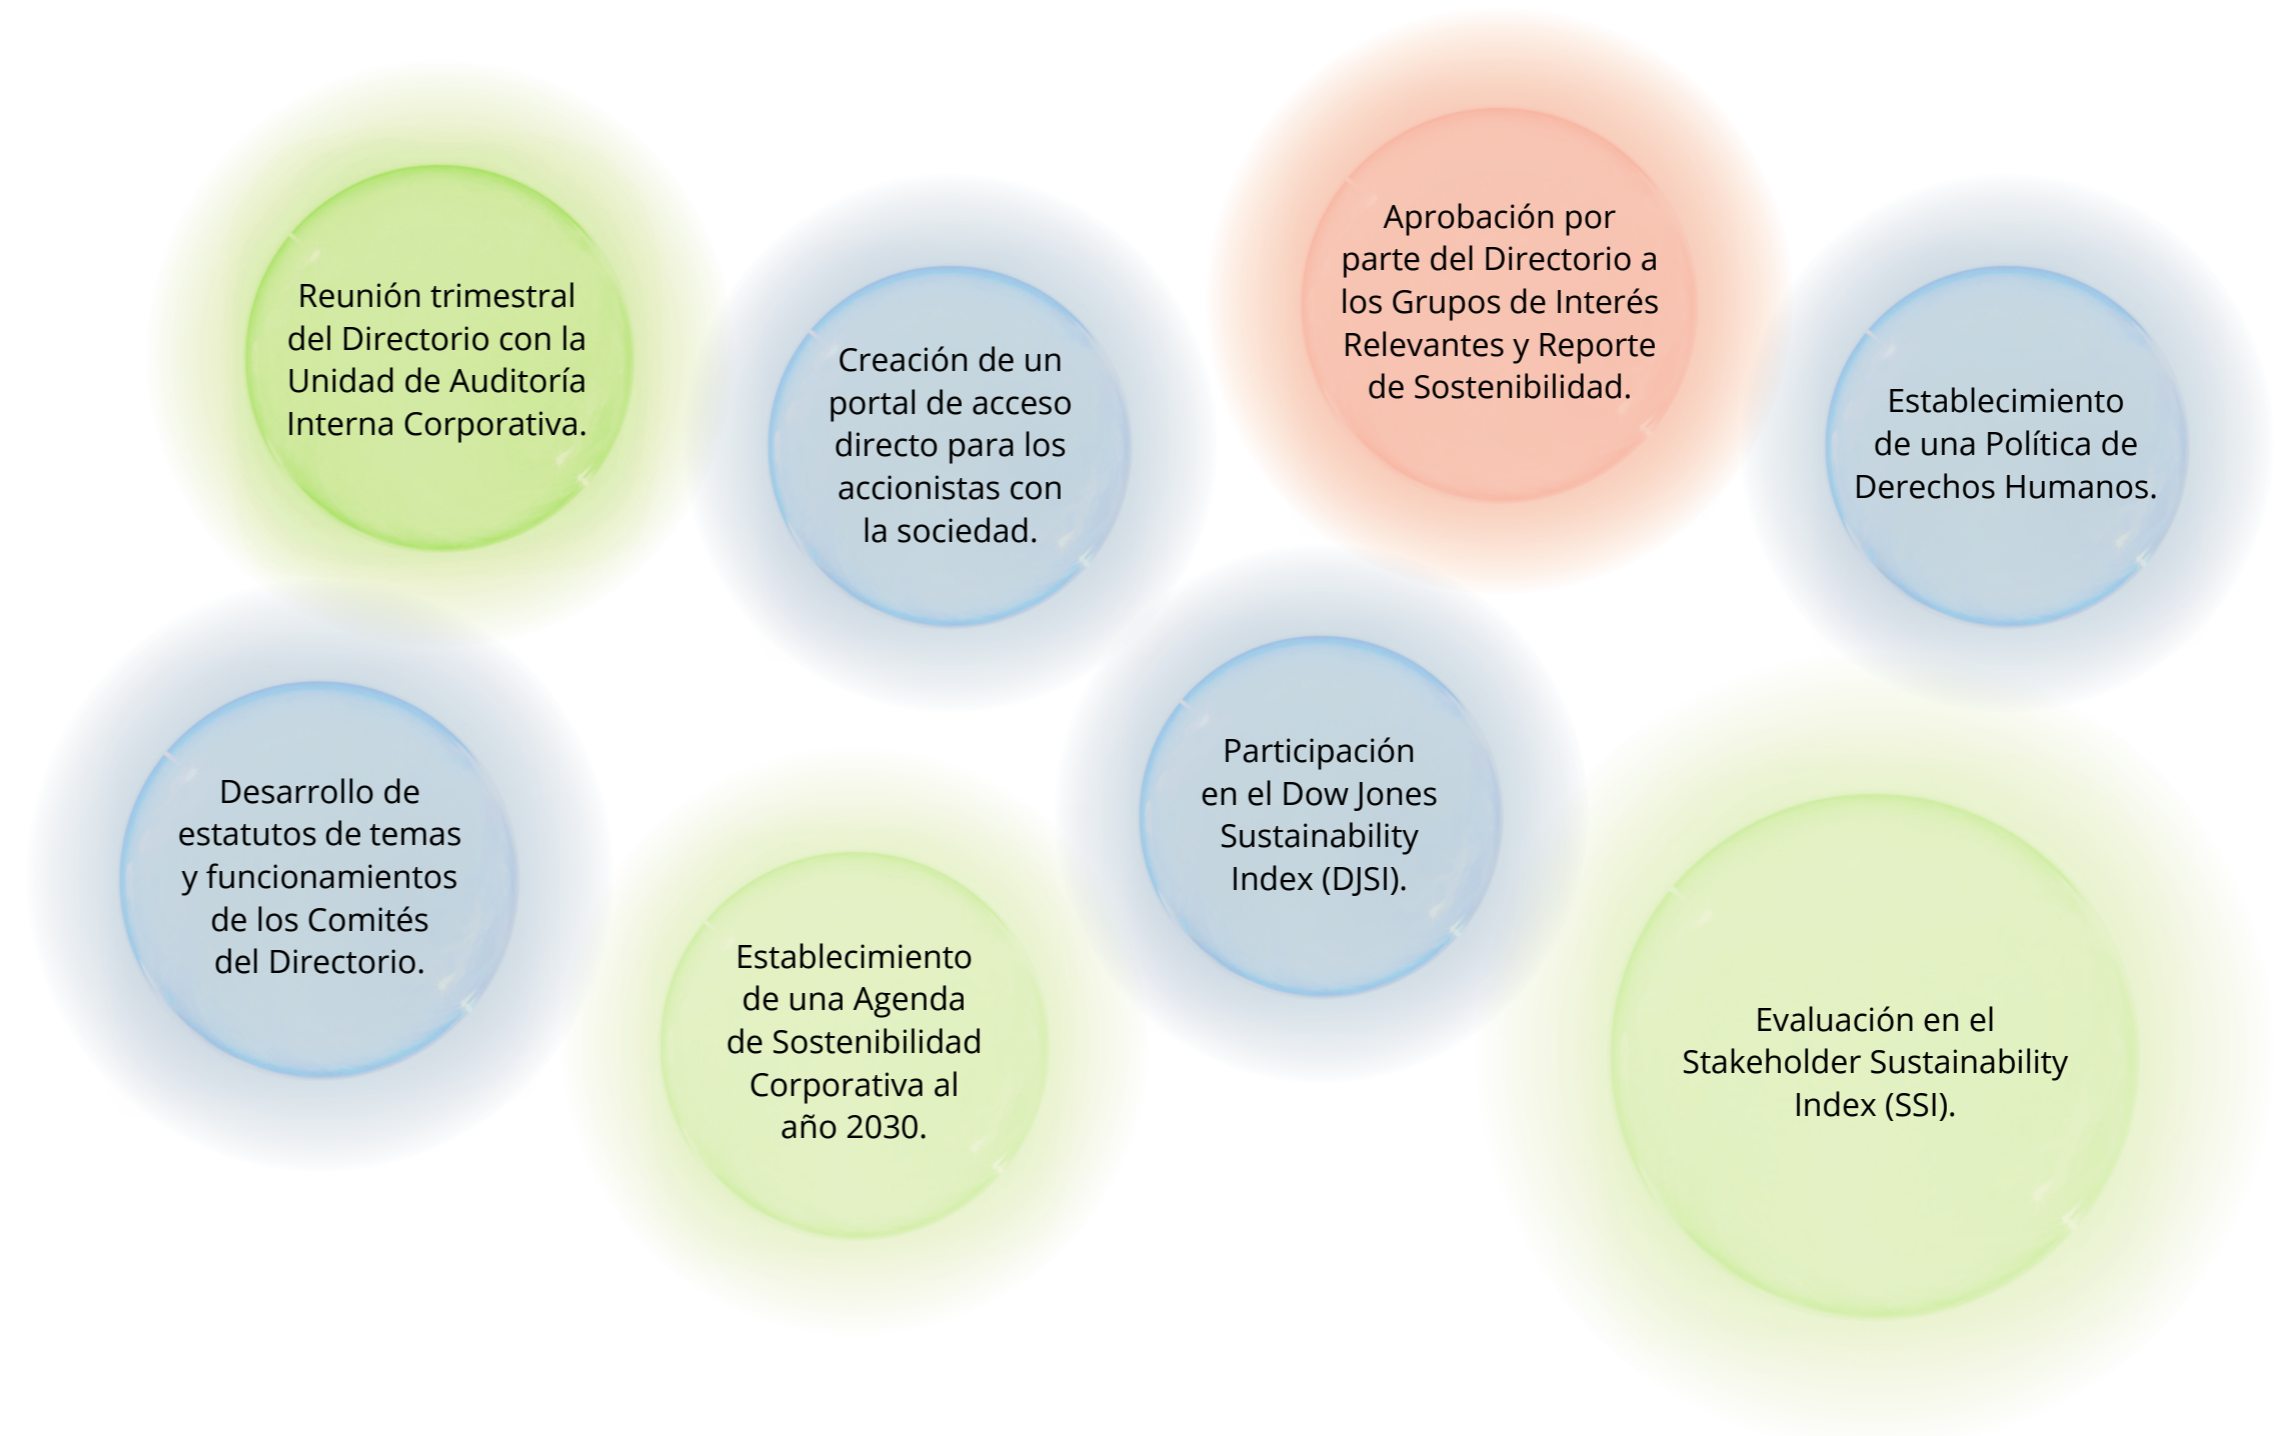 Reunión trimestral
del Directorio con la
Unidad de Auditoría
Interna Corporativa.
Creación de un
portal de acceso
directo para los
accionistas con
la sociedad.
Aprobación por
parte del Directorio a
los Grupos de Interés
Relevantes y Reporte
de Sostenibilidad.
Establecimiento
de una Política de
Derechos Humanos.
Desarrollo de
estatutos de temas
y funcionamientos
de los Comités
del Directorio.
Establecimiento
de una Agenda
de Sostenibilidad
Corporativa al
año 2030.
Participación
en el Dow Jones
Sustainability
Index (DJSI).
Evaluación en el
Stakeholder Sustainability
Index (SSI).